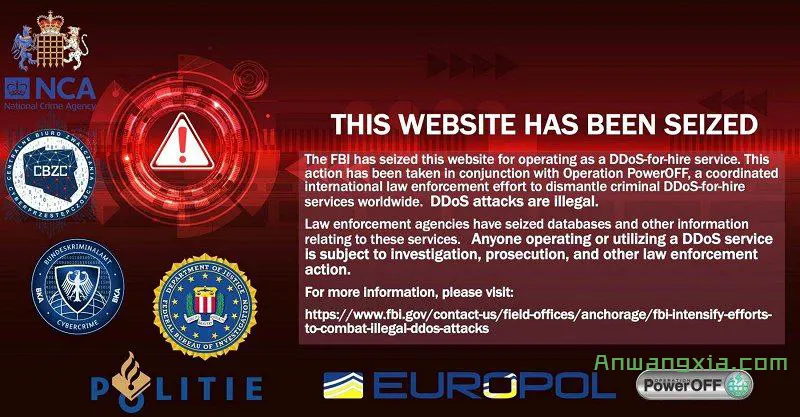 NCA
National Crime Agency
CENTRALNE BIURO ZWALCZANIA
CBZC
CYBERPRZESTĘPCZOŚCI
THIS WEBSITE HAS BEEN SEIZED
The FBI has seized this website for operating as a DDoS-for-hire service. This
action has been taken in conjunction with Operation PowerOFF, a coordinated
international law enforcement effort to dismantle criminal DDoS-for-hire
services worldwide. DDoS attacks are illegal.
Law enforcement agencies have seized databases and other information
relating to these services. Anyone operating or utilizing a DDoS service
is subject to investigation, prosecution, and other law enforcement
action.
For more information, please visit:
https://www.fbi.gov/contact-us/field-offices/anchorage/fbi-intensify-efforts-
to-combat-illegal-ddos-attacks
BUNDESKRIMINALAMT
BKA
BKA
CYBERCRIME
DEPARTMENT OF JUSTICE
FEDERAL BUREAU OF INVESTIGATION
Anwangxia.com
POLITIE
EUROPOL
OPERATION
PowerOFF